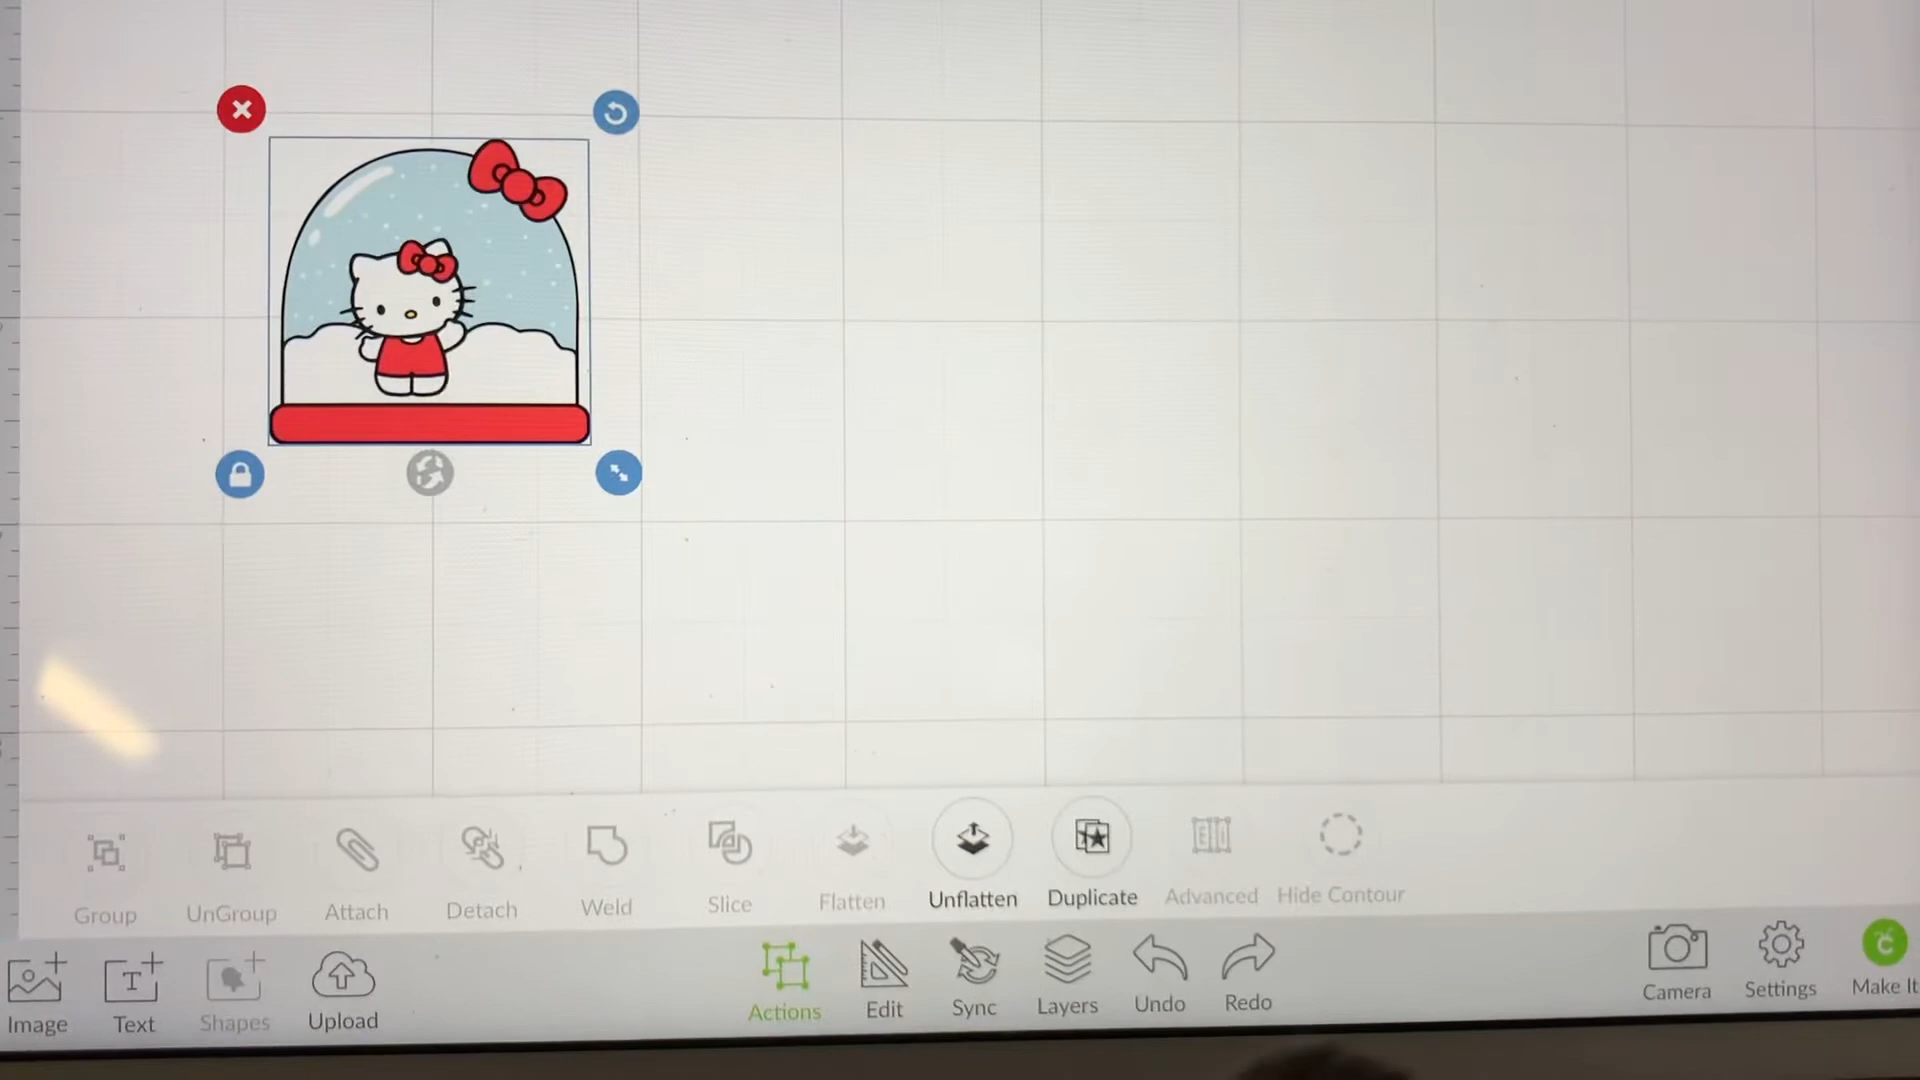 Group UnGroup Attach Detach Weld Slice Flatten Unflatten Duplicate Advanced Hide Contour
Image Text Shapes Upload Actions Edit Sync Layers Undo Redo Camera Settings Make It